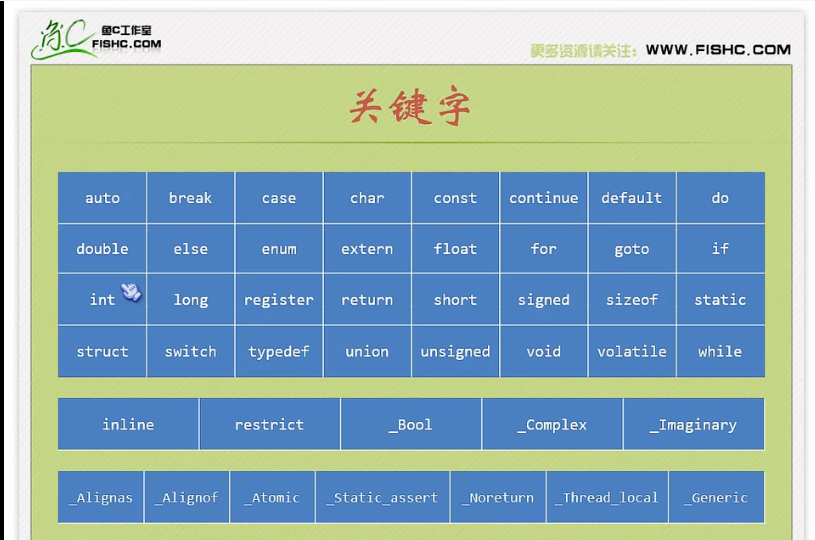 鱼C 鱼C工作室
FISHC.COM
更多资源请关注: WWW.FISHC.COM
关键字
auto break case char const continue default do
double else enum extern float for goto if
int long register return short signed sizeof static
struct switch typedef union unsigned void volatile while
inline restrict _Bool _Complex _Imaginary
_Alignas _Alignof _Atomic _Static_assert _Noreturn _Thread_local _Generic